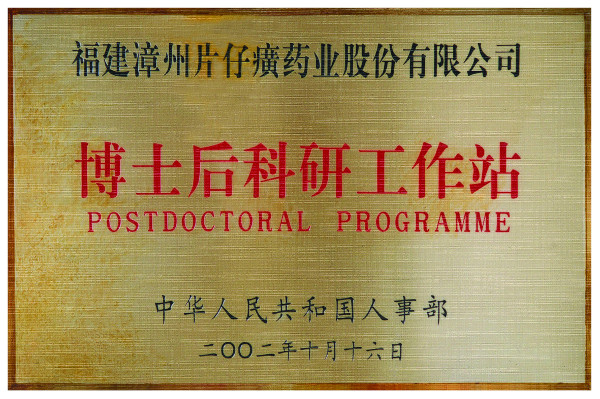 福建漳州片仔癀药业股份有限公司
博士后科研工作站
POSTDOCTORAL PROGRAMME
中华人民共和国人事部
二〇〇二年十月十六日